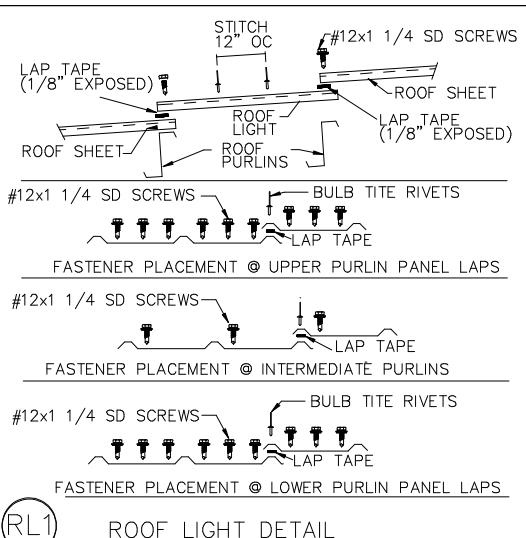 STITCH
12" OC
#12x1 1/4 SD SCREWS
LAP TAPE
(1/8" EXPOSED)
ROOF SHEET
ROOF
LIGHT
LAP TAPE
(1/8" EXPOSED)
ROOF SHEET
ROOF
PURLINS
#12x1 1/4 SD SCREWS
BULB TITE RIVETS
LAP TAPE
FASTENER PLACEMENT @ UPPER PURLIN PANEL LAPS
#12x1 1/4 SD SCREWS
LAP TAPE
FASTENER PLACEMENT @ INTERMEDIATE PURLINS
#12x1 1/4 SD SCREWS
BULB TITE RIVETS
LAP TAPE
FASTENER PLACEMENT @ LOWER PURLIN PANEL LAPS
RL1
ROOF LIGHT DETAIL